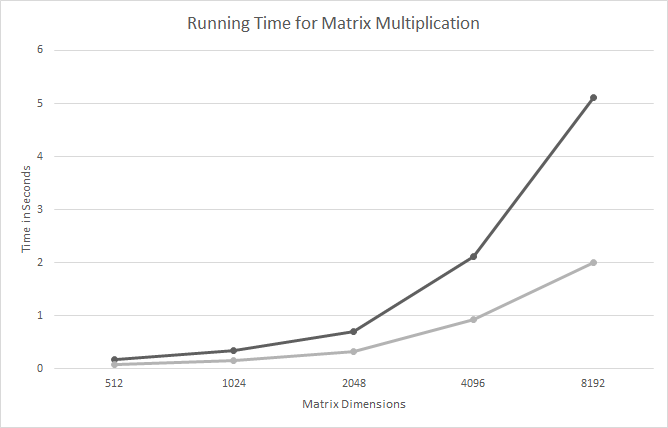 Running Time for Matrix Multiplication
6
5
4
3
2
1
0
Time in Seconds
512 1024 2048 4096 8192
Matrix Dimensions